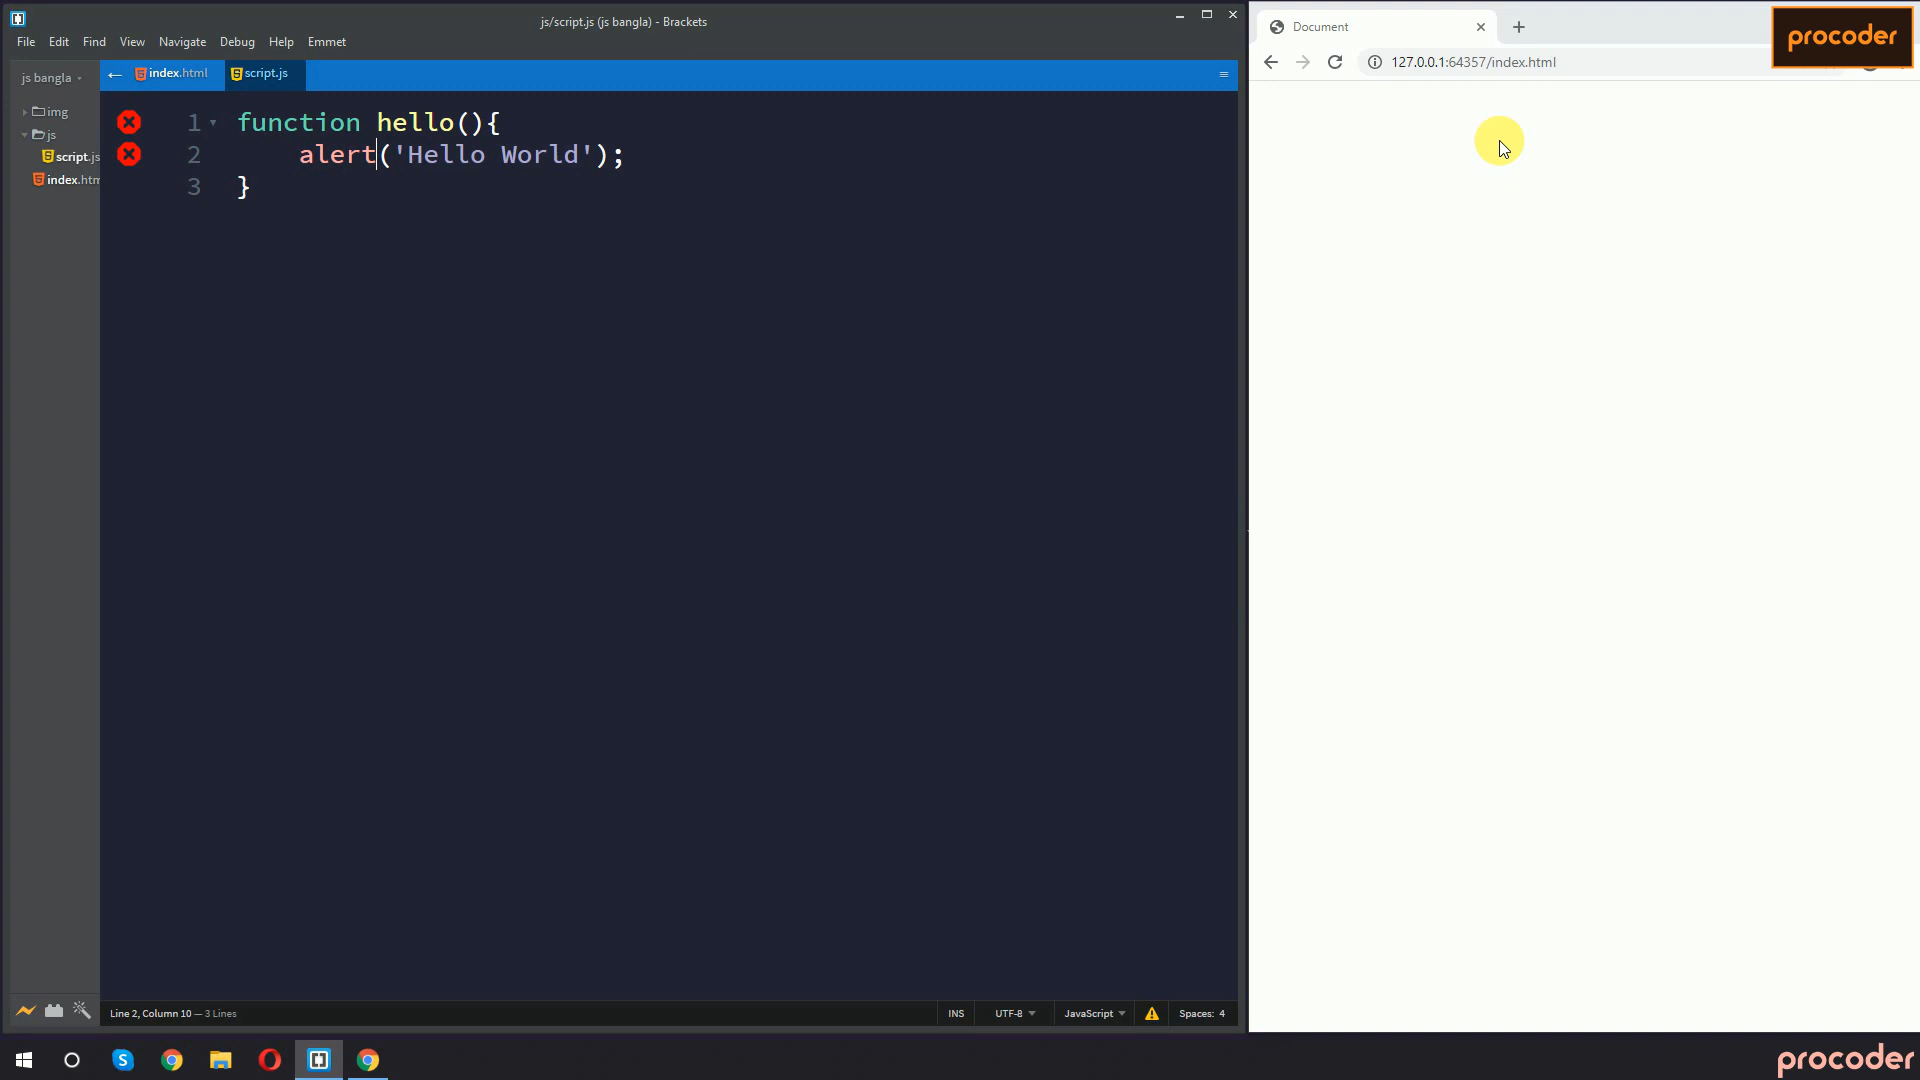 js/script.js (js bangla) - Brackets
File Edit Find View Navigate Debug Help Emmet
js bangla
img
js
script.js
index.htm
index.html script.js
1 function hello(){
2 alert('Hello World');
3 }
Line 2, Column 10 — 3 Lines
INS UTF-8 JavaScript Spaces: 4
Document
127.0.0.1:64357/index.html
procoder
procoder